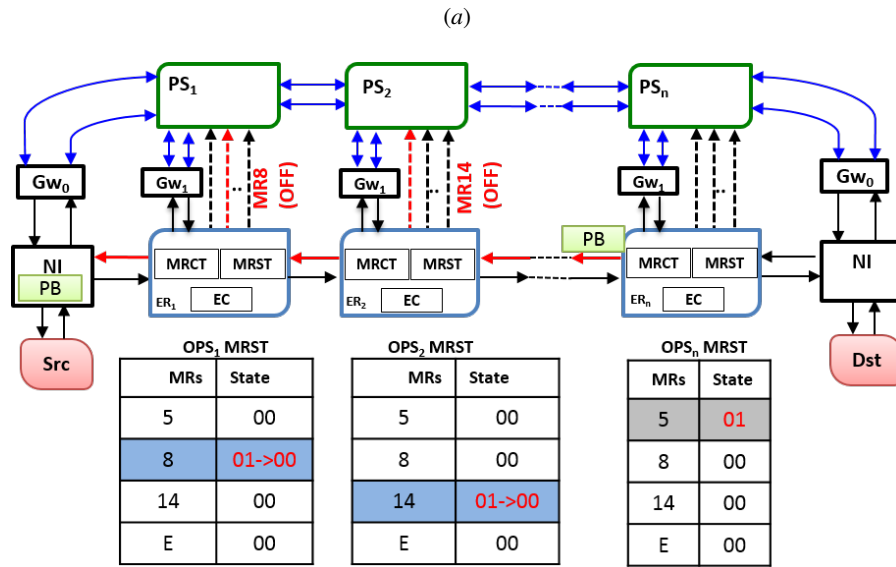 (a)
PS1
PS2
PSn
Gw0
Gw1
MR8 (OFF)
Gw1
MR14 (OFF)
Gw1
Gw0
NI
PB
MRCT
MRST
EC
ER1
MRCT
MRST
EC
ER2
PB
MRCT
MRST
EC
ERn
NI
Src
Dst
..
..
..
OPS1 MRST
MRs State
5 00
8 01->00
14 00
E 00
OPS2 MRST
MRs State
5 00
8 00
14 01->00
E 00
OPSn MRST
MRs State
5 01
8 00
14 00
E 00